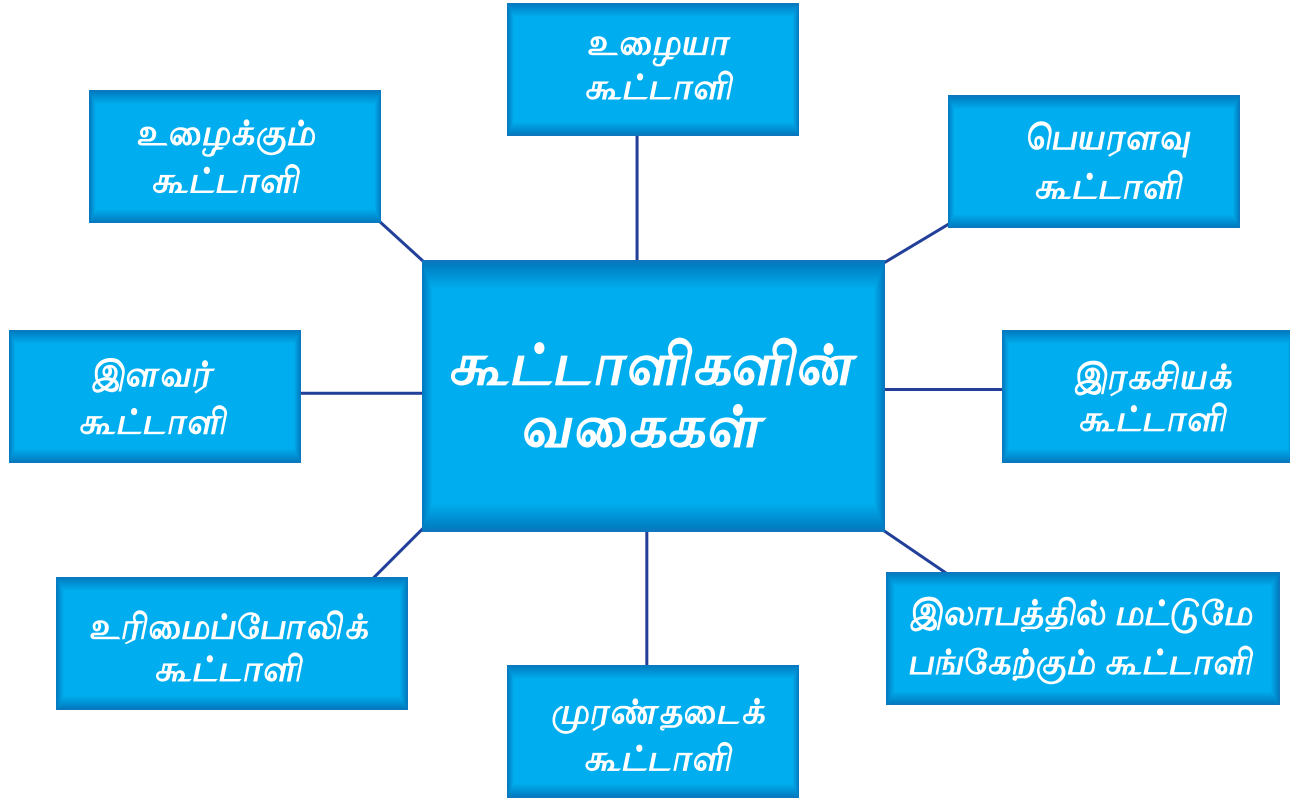 உழையா
கூட்டாளி
உழைக்கும்
கூட்டாளி
பெயரளவு
கூட்டாளி
கூட்டாளிகளின்
வகைகள்
இளவர்
கூட்டாளி
இரகசியக்
கூட்டாளி
உரிமைப்போலிக்
கூட்டாளி
இலாபத்தில் மட்டுமே
பங்கேற்கும் கூட்டாளி
முரண்தடைக்
கூட்டாளி